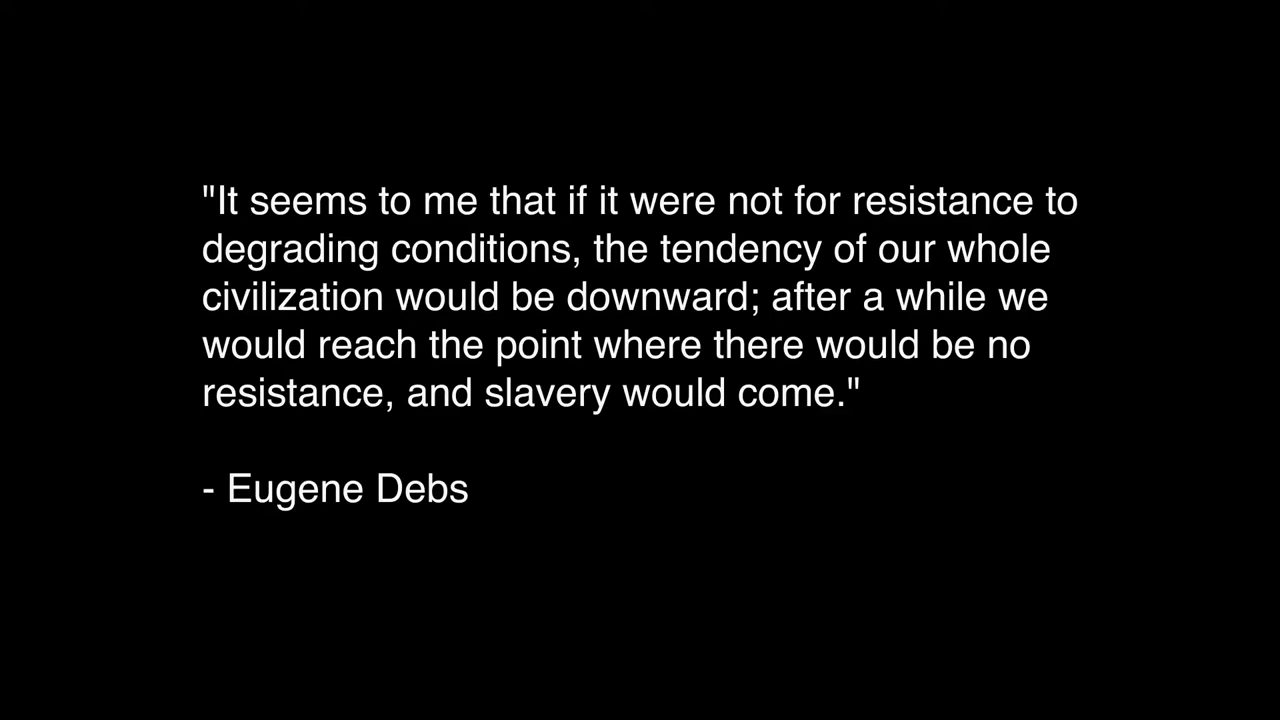 "It seems to me that if it were not for resistance to
degrading conditions, the tendency of our whole
civilization would be downward; after a while we
would reach the point where there would be no
resistance, and slavery would come."
- Eugene Debs